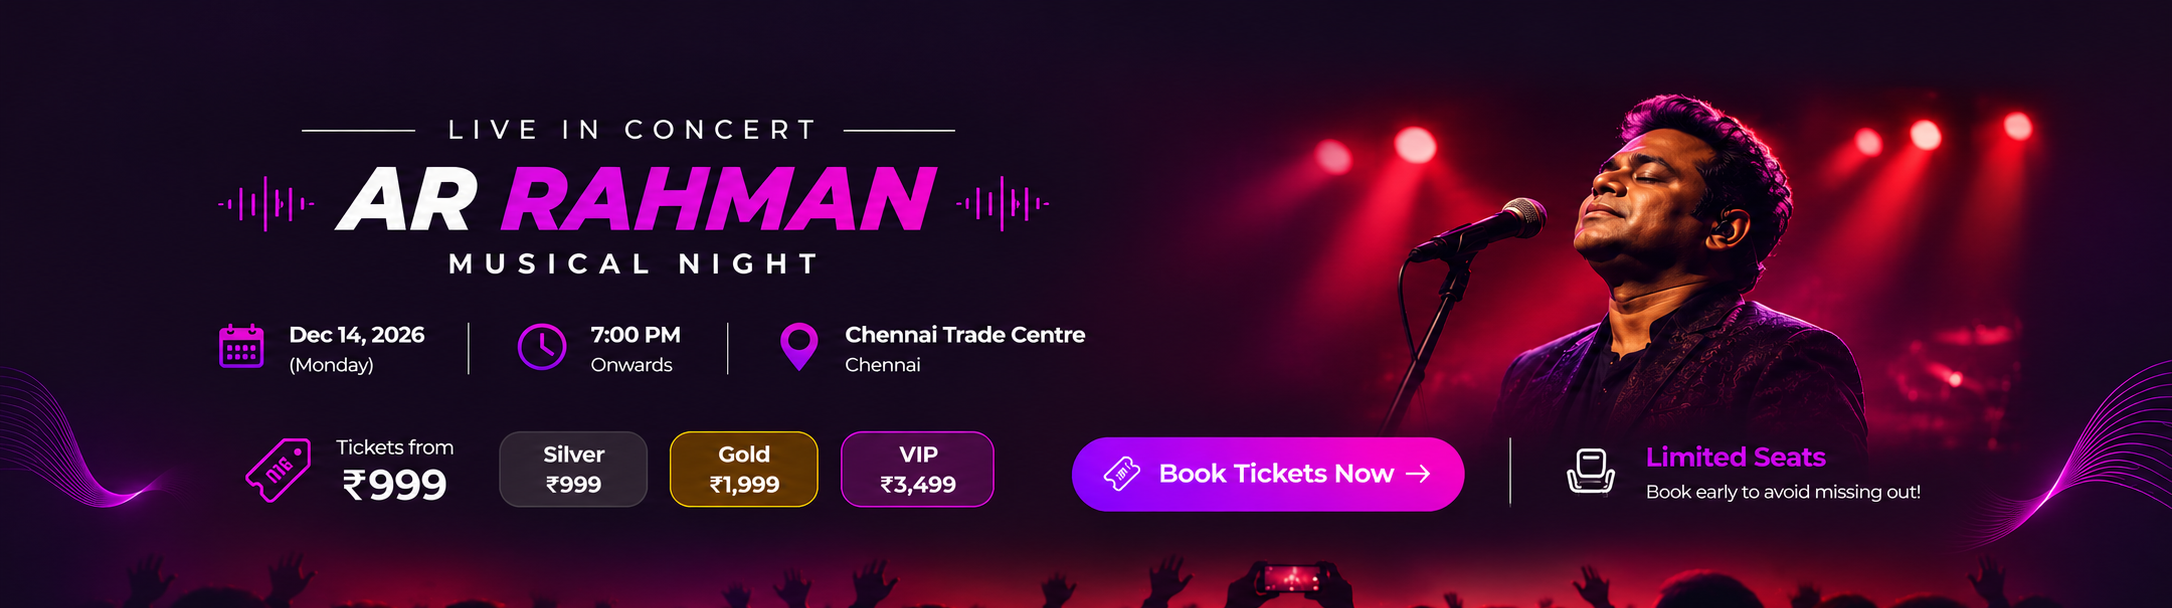 LIVE IN CONCERT
AR RAHMAN
MUSICAL NIGHT
Dec 14, 2026
(Monday)
7:00 PM
Onwards
Chennai Trade Centre
Chennai
Tickets from
₹999
Silver
₹999
Gold
₹1,999
VIP
₹3,499
Book Tickets Now →
Limited Seats
Book early to avoid missing out!